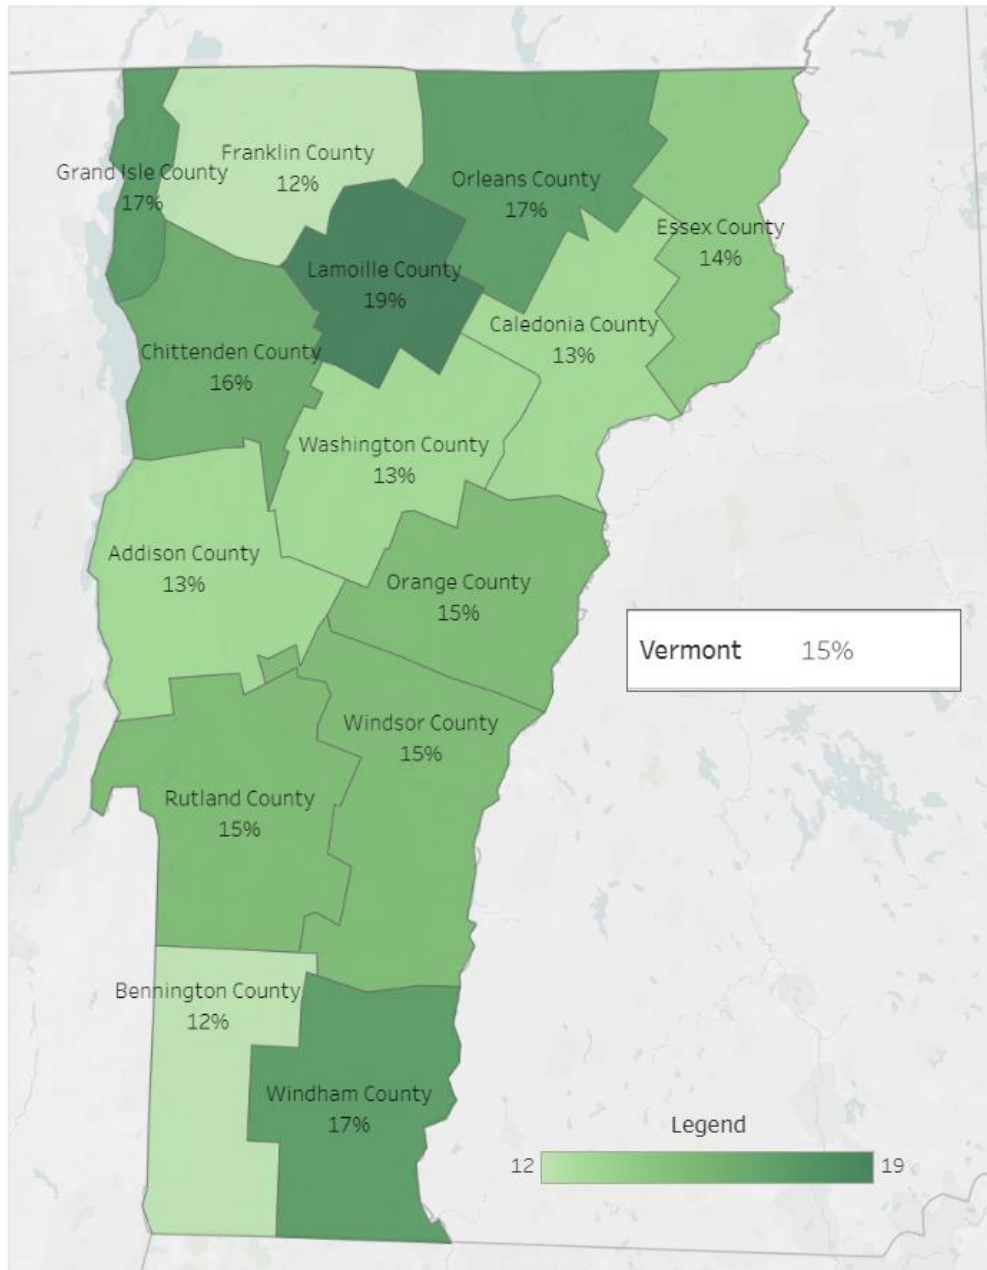 Franklin County
12%
Grand Isle County
17%
Orleans County
17%
Essex County
14%
Lamoille County
19%
Caledonia County
13%
Chittenden County
16%
Washington County
13%
Addison County
13%
Orange County
15%
Vermont 15%
Windsor County
15%
Rutland County
15%
Bennington County
12%
Windham County
17%
Legend
12 19